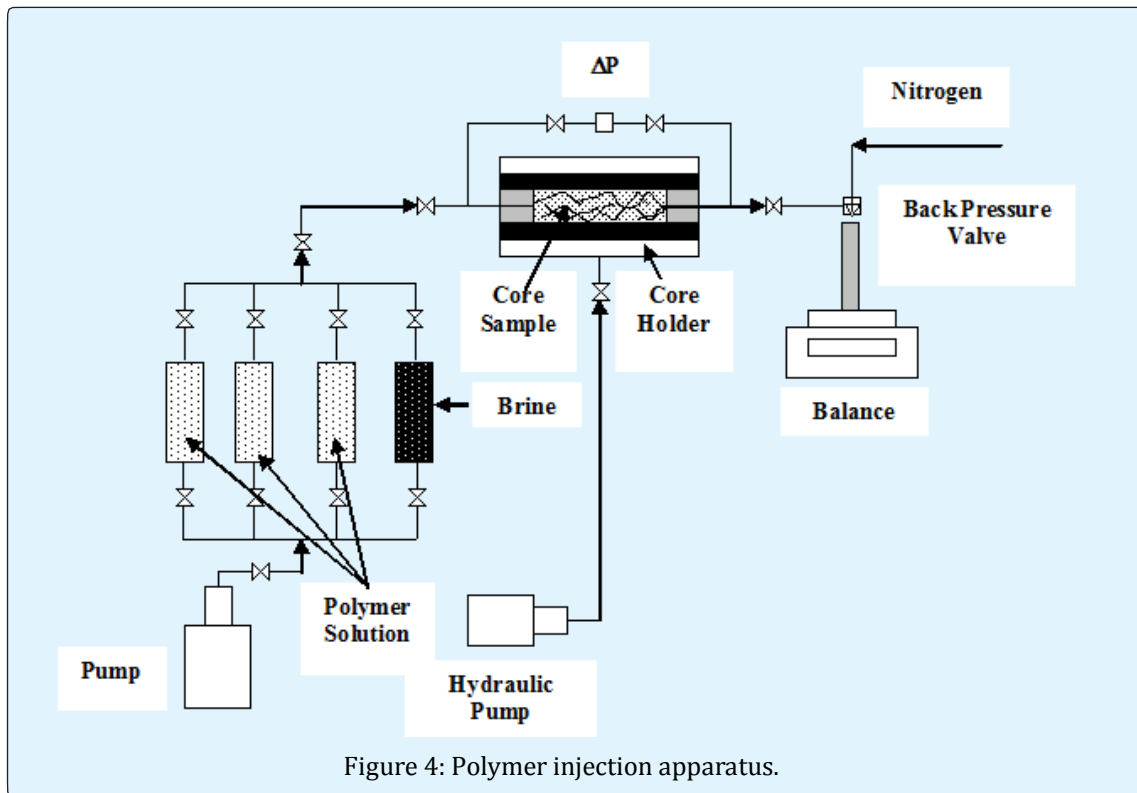 ΔP
Nitrogen
Back Pressure
Valve
Core
Sample
Core
Holder
Brine
Balance
Polymer
Solution
Pump
Hydraulic
Pump
Figure 4: Polymer injection apparatus.